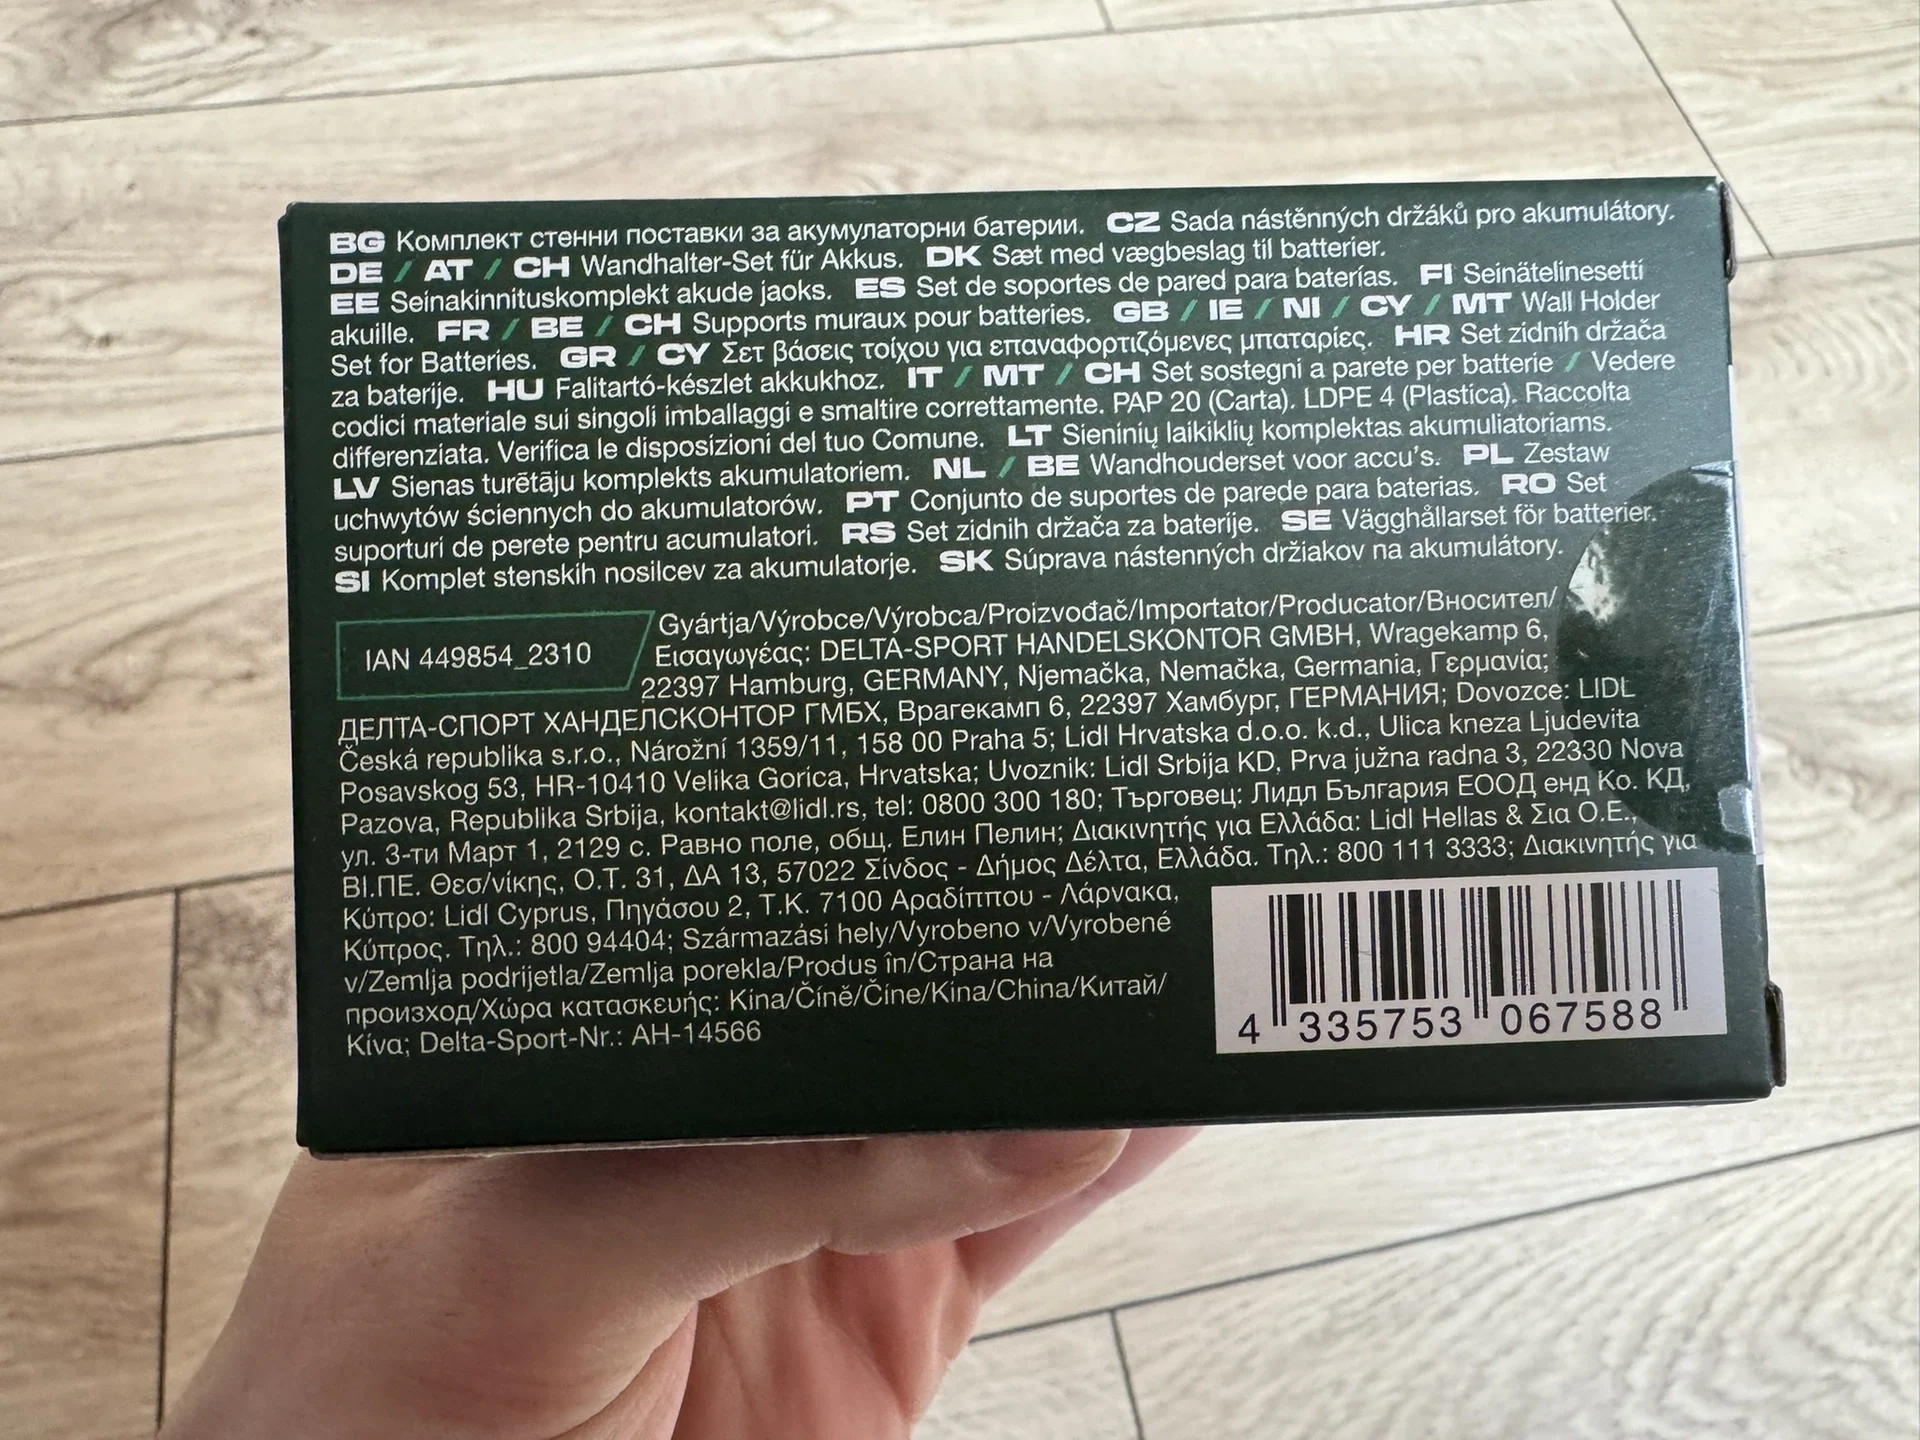 BG Комплект стенни поставки за акумулаторни батерии. CZ Sada nástěnných držáků pro akumulátory.
DE / AT / CH Wandhalter-Set für Akkus. DK Sæt med vægbeslag til batterier.
EE Seinakinnituskomplekt akude jaoks. ES Set de soportes de pared para baterías. FI Seinätelinesetti
akuille. FR / BE / CH Supports muraux pour batteries. GB / IE / NI / CY / MT Wall Holder
Set for Batteries. GR / CY Σετ βάσεις τοίχου για επαναφορτιζόμενες μπαταρίες. HR Set zidnih držača
za baterije. HU Falitartó-készlet akkukhoz. IT / MT / CH Set sostegni a parete per batterie / Vedere
codici materiale sui singoli imballaggi e smaltire correttamente. PAP 20 (Carta). LDPE 4 (Plastica). Raccolta
differenziata. Verifica le disposizioni del tuo Comune. LT Sieninių laikiklių komplektas akumuliatoriams.
LV Sienas turētāju komplekts akumulatoriem. NL / BE Wandhouderset voor accu's. PL Zestaw
uchwytów ściennych do akumulatorów. PT Conjunto de suportes de parede para baterias. RO Set
suporturi de perete pentru acumulatori. RS Set zidnih držača za baterije. SE Vägghållarset för batterier.
SI Komplet stenskih nosilcev za akumulatorje. SK Súprava nástenných držiakov na akumulátory.
IAN 449854_2310
Gyártja/Výrobce/Výrobca/Proizvođač/Importator/Producator/Вносител/
Εισαγωγέας: DELTA-SPORT HANDELSKONTOR GMBH, Wragekamp 6,
22397 Hamburg, GERMANY, Njemačka, Nemačka, Germania, Γερμανία;
ДЕЛТА-СПОРТ ХАНДЕЛСКОНТОР ГМБХ, Врагекамп 6, 22397 Хамбург, ГЕРМАНИЯ; Dovozce: LIDL
Česká republika s.r.o., Nárožní 1359/11, 158 00 Praha 5; Lidl Hrvatska d.o.o. k.d., Ulica kneza Ljudevita
Posavskog 53, HR-10410 Velika Gorica, Hrvatska; Uvoznik: Lidl Srbija KD, Prva južna radna 3, 22330 Nova
Pazova, Republika Srbija, kontakt@lidl.rs, tel: 0800 300 180; Търговец: Лидл България ЕООД енд Ко. КД,
ул. 3-ти Март 1, 2129 с. Равно поле, общ. Елин Пелин; Διακινητής για Ελλάδα: Lidl Hellas & Σια Ο.Ε.,
ΒΙ.ΠΕ. Θεσ/νίκης, Ο.Τ. 31, ΔΑ 13, 57022 Σίνδος - Δήμος Δέλτα, Ελλάδα. Τηλ.: 800 111 3333; Διακινητής για
Κύπρο: Lidl Cyprus, Πηγάσου 2, Τ.Κ. 7100 Αραδίππου - Λάρνακα,
Κύπρος. Τηλ.: 800 94404; Származási hely/Vyrobeno v/Vyrobené
v/Zemlja podrijetla/Zemlja porekla/Produs în/Страна на
произход/Χώρα κατασκευής: Kína/Číně/Číne/Kina/China/Китай/
Κίνα; Delta-Sport-Nr.: AH-14566
4 335753 067588